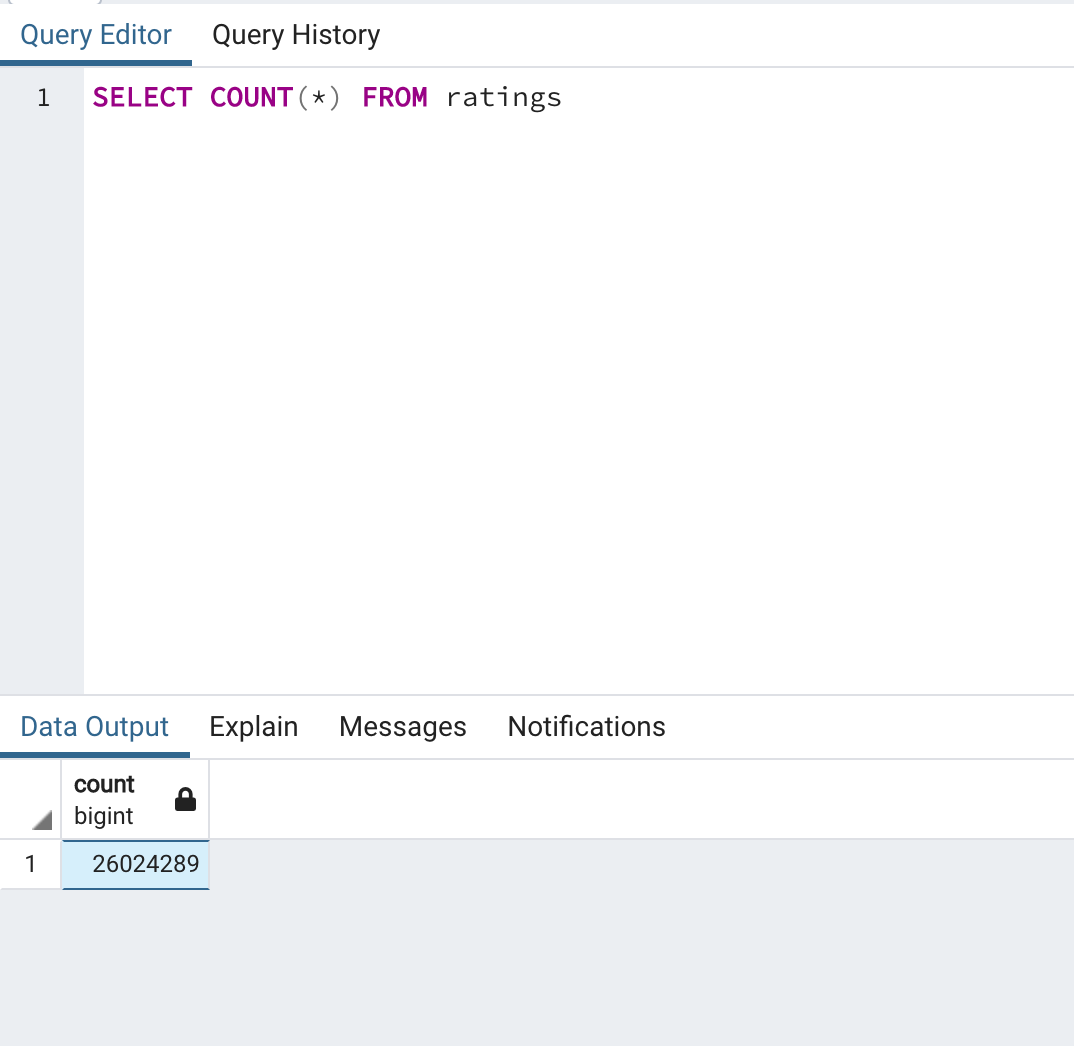 Query Editor Query History
1 SELECT COUNT(*) FROM ratings
Data Output Explain Messages Notifications
count
bigint
1 26024289